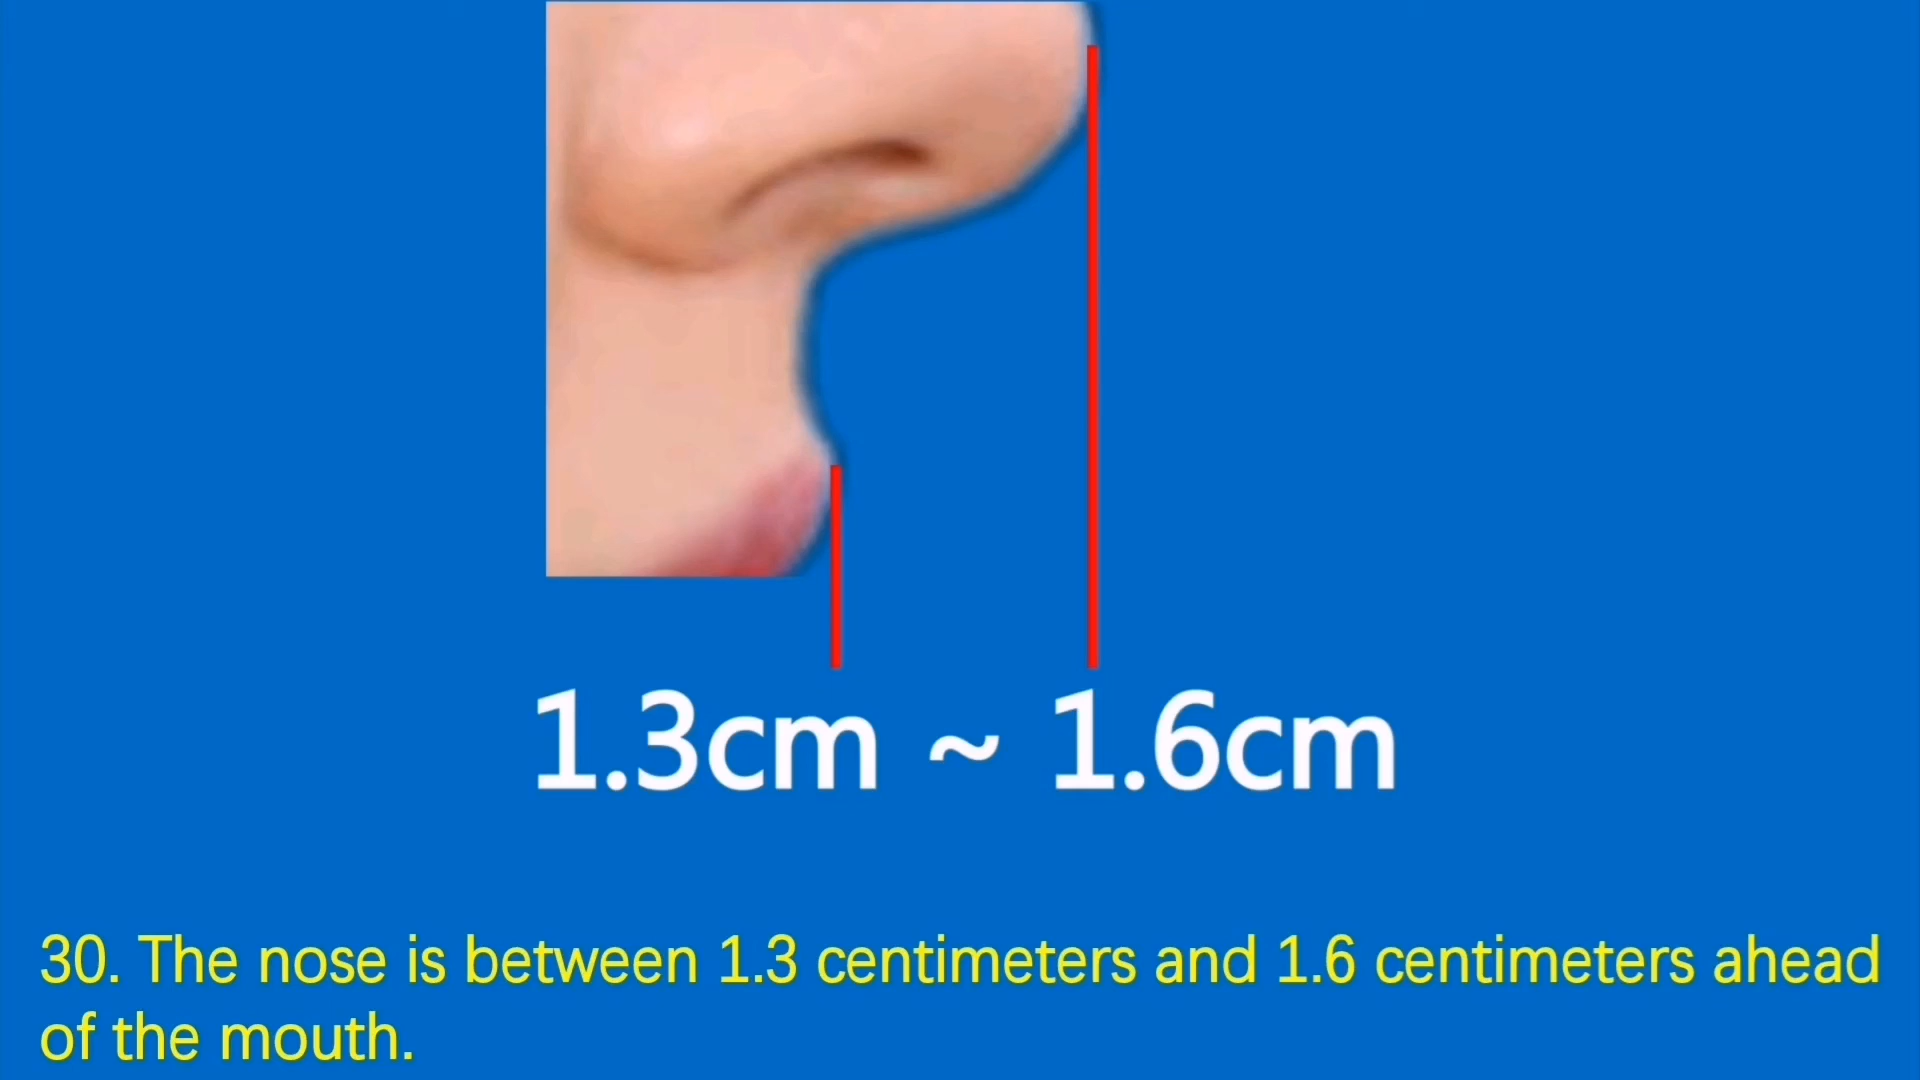 1.3cm ~ 1.6cm
30. The nose is between 1.3 centimeters and 1.6 centimeters ahead
of the mouth.